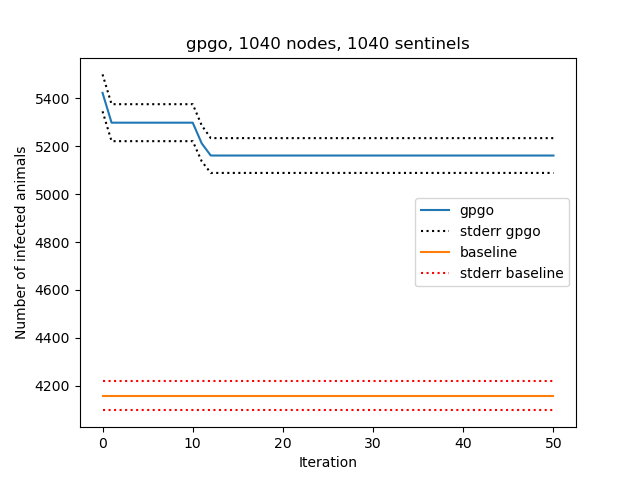 gpgo, 1040 nodes, 1040 sentinels
5400
5200
5000
4800
4600
4400
4200
Number of infected animals
gpgo
stderr gpgo
baseline
stderr baseline
0 10 20 30 40 50
Iteration